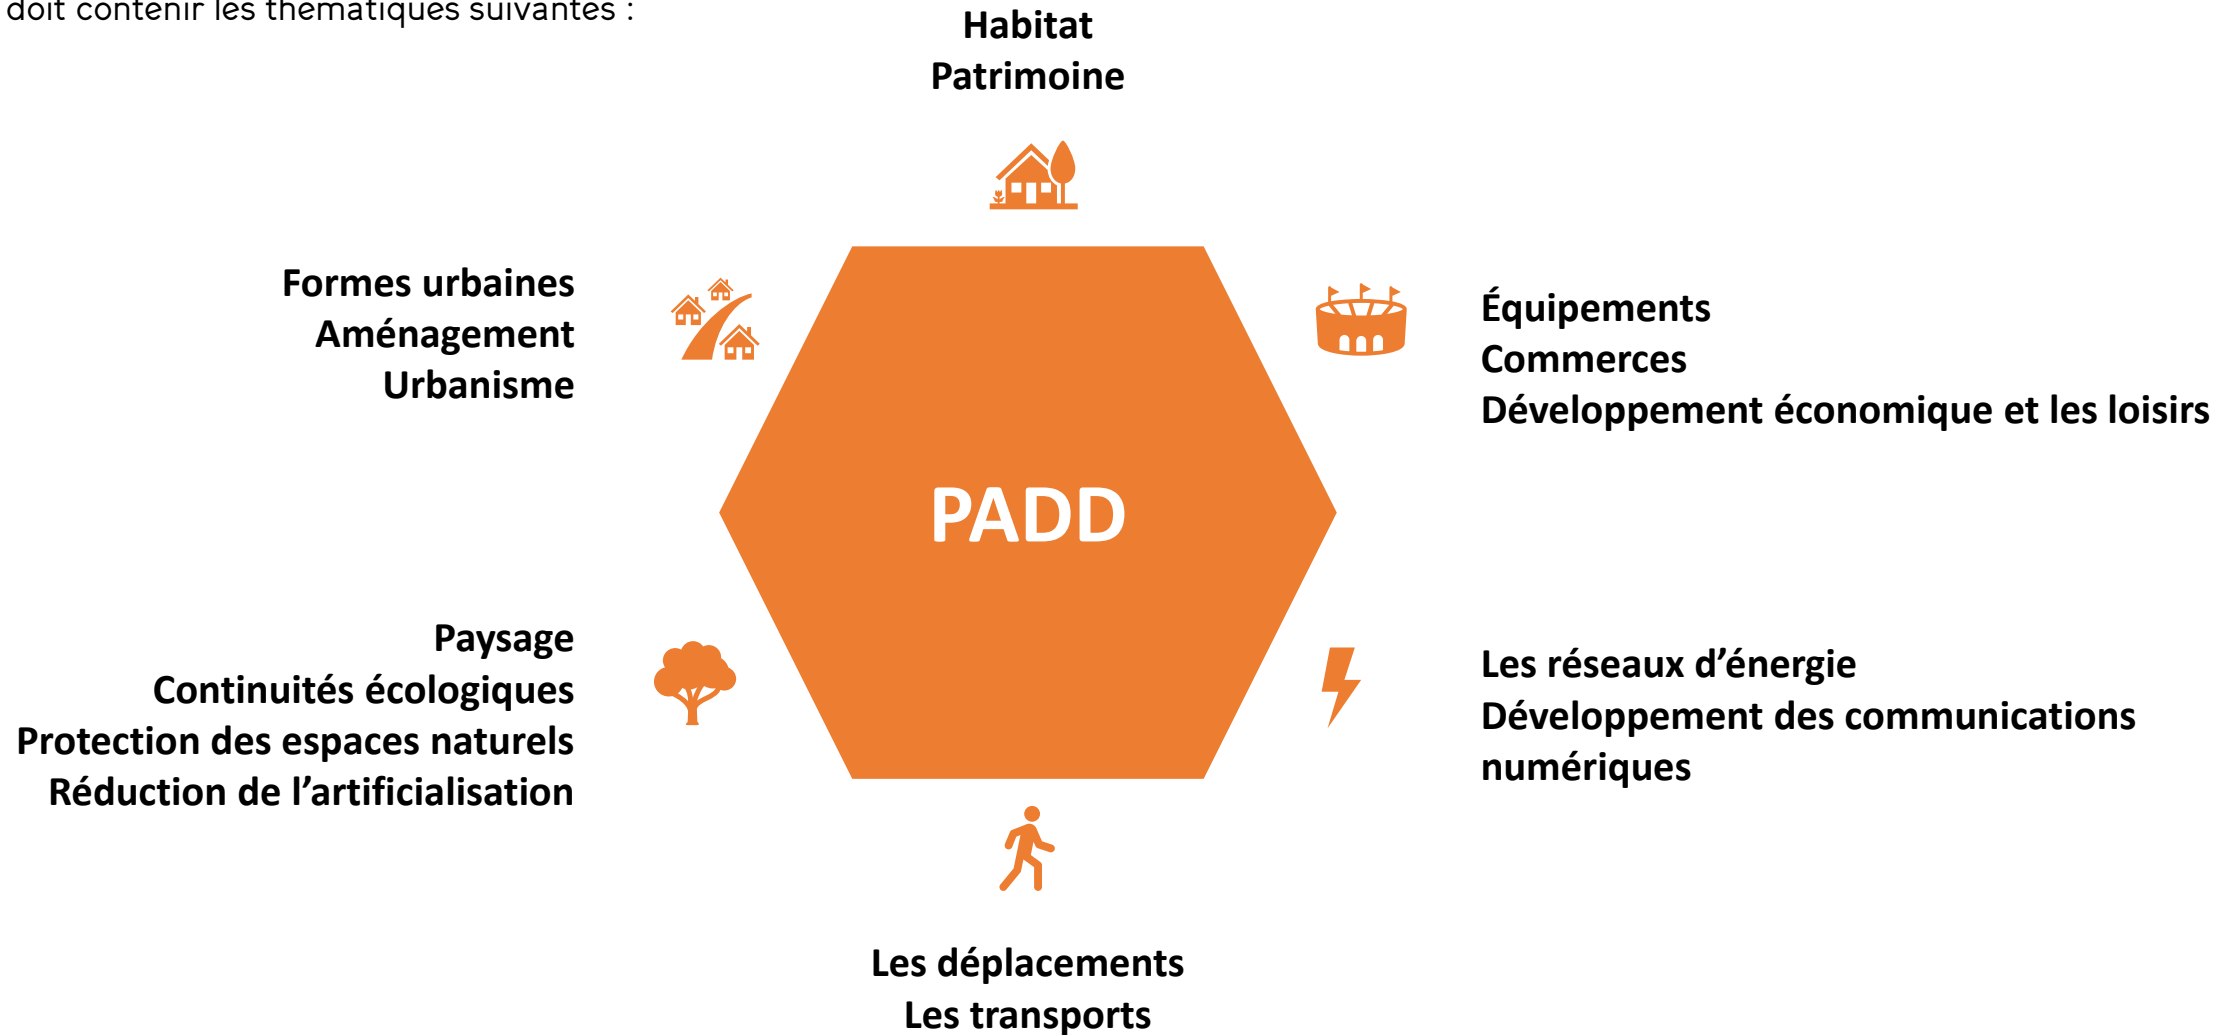 doit contenir les thématiques suivantes :
Habitat
Patrimoine
Formes urbaines
Aménagement
Urbanisme
Équipements
Commerces
Développement économique et les loisirs
PADD
Paysage
Continuités écologiques
Protection des espaces naturels
Réduction de l’artificialisation
Les réseaux d’énergie
Développement des communications
numériques
Les déplacements
Les transports